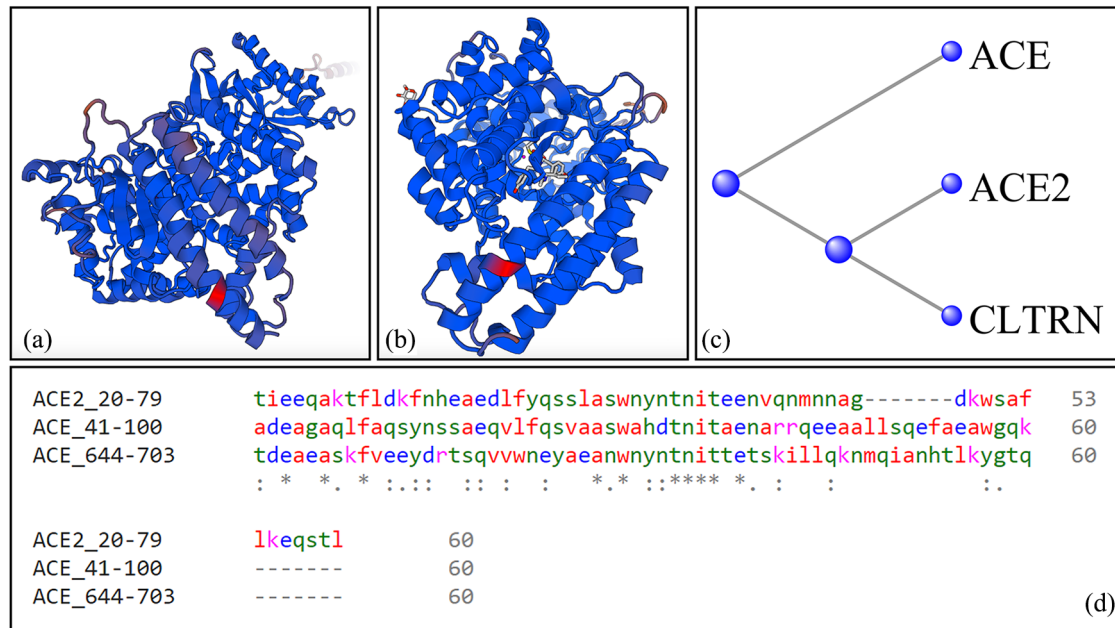 (a)
(b)
(c)
ACE
ACE2
CLTRN
ACE2_20-79 tieeqaktfldkfnheaedlfyqsslaswnyntniteenvqnmnnag-------dkwsaf 53
ACE_41-100 adeagaqlfaqsynssaeqvlfqsvaaswahdtnitaenarrqeeaallsqefaeawgqk 60
ACE_644-703 tdeaeaskfveeydrtsqvvwneyaeanwnyntnittetskillqknmqianhtlkygtq 60
: * *. * :.:: :: : : *.* ::**** *. : : :.
ACE2_20-79 lkeqstl 60
ACE_41-100 ------- 60
ACE_644-703 ------- 60
(d)